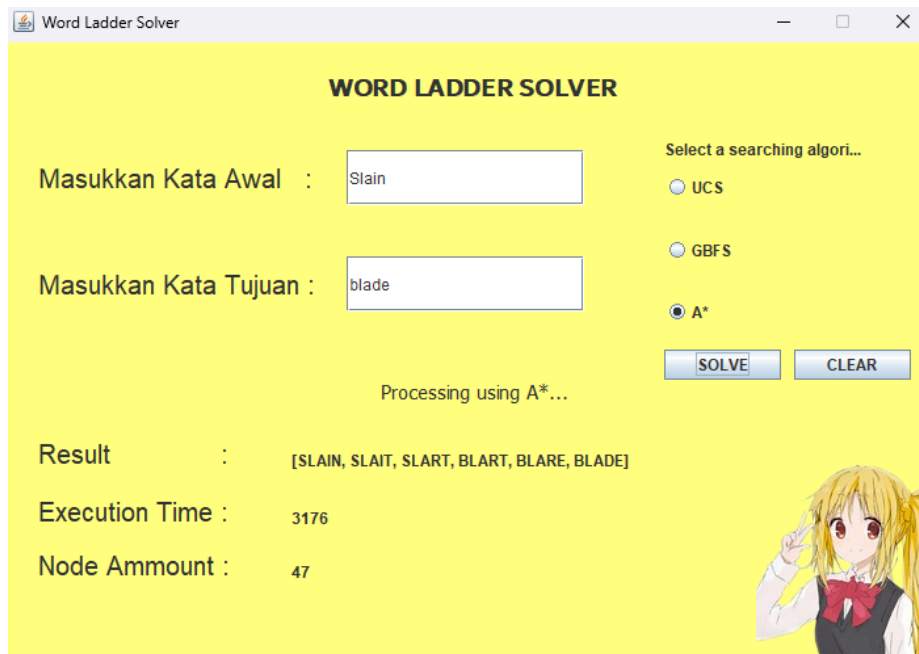 Word Ladder Solver
WORD LADDER SOLVER
Select a searching algori...
Masukkan Kata Awal : Slain
UCS
GBFS
Masukkan Kata Tujuan : blade
A*
SOLVE CLEAR
Processing using A*...
Result : [SLAIN, SLAIT, SLART, BLART, BLARE, BLADE]
Execution Time : 3176
Node Ammount : 47